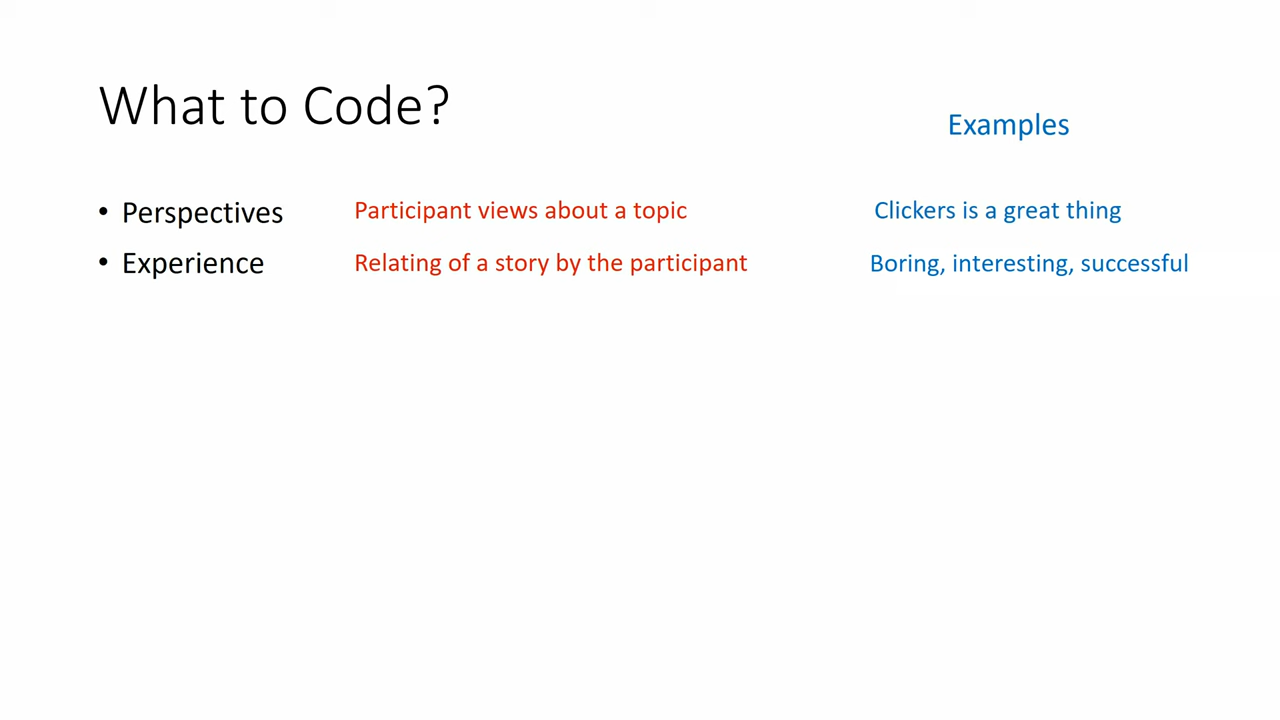 What to Code?
Examples
• Perspectives Participant views about a topic Clickers is a great thing
• Experience Relating of a story by the participant Boring, interesting, successful